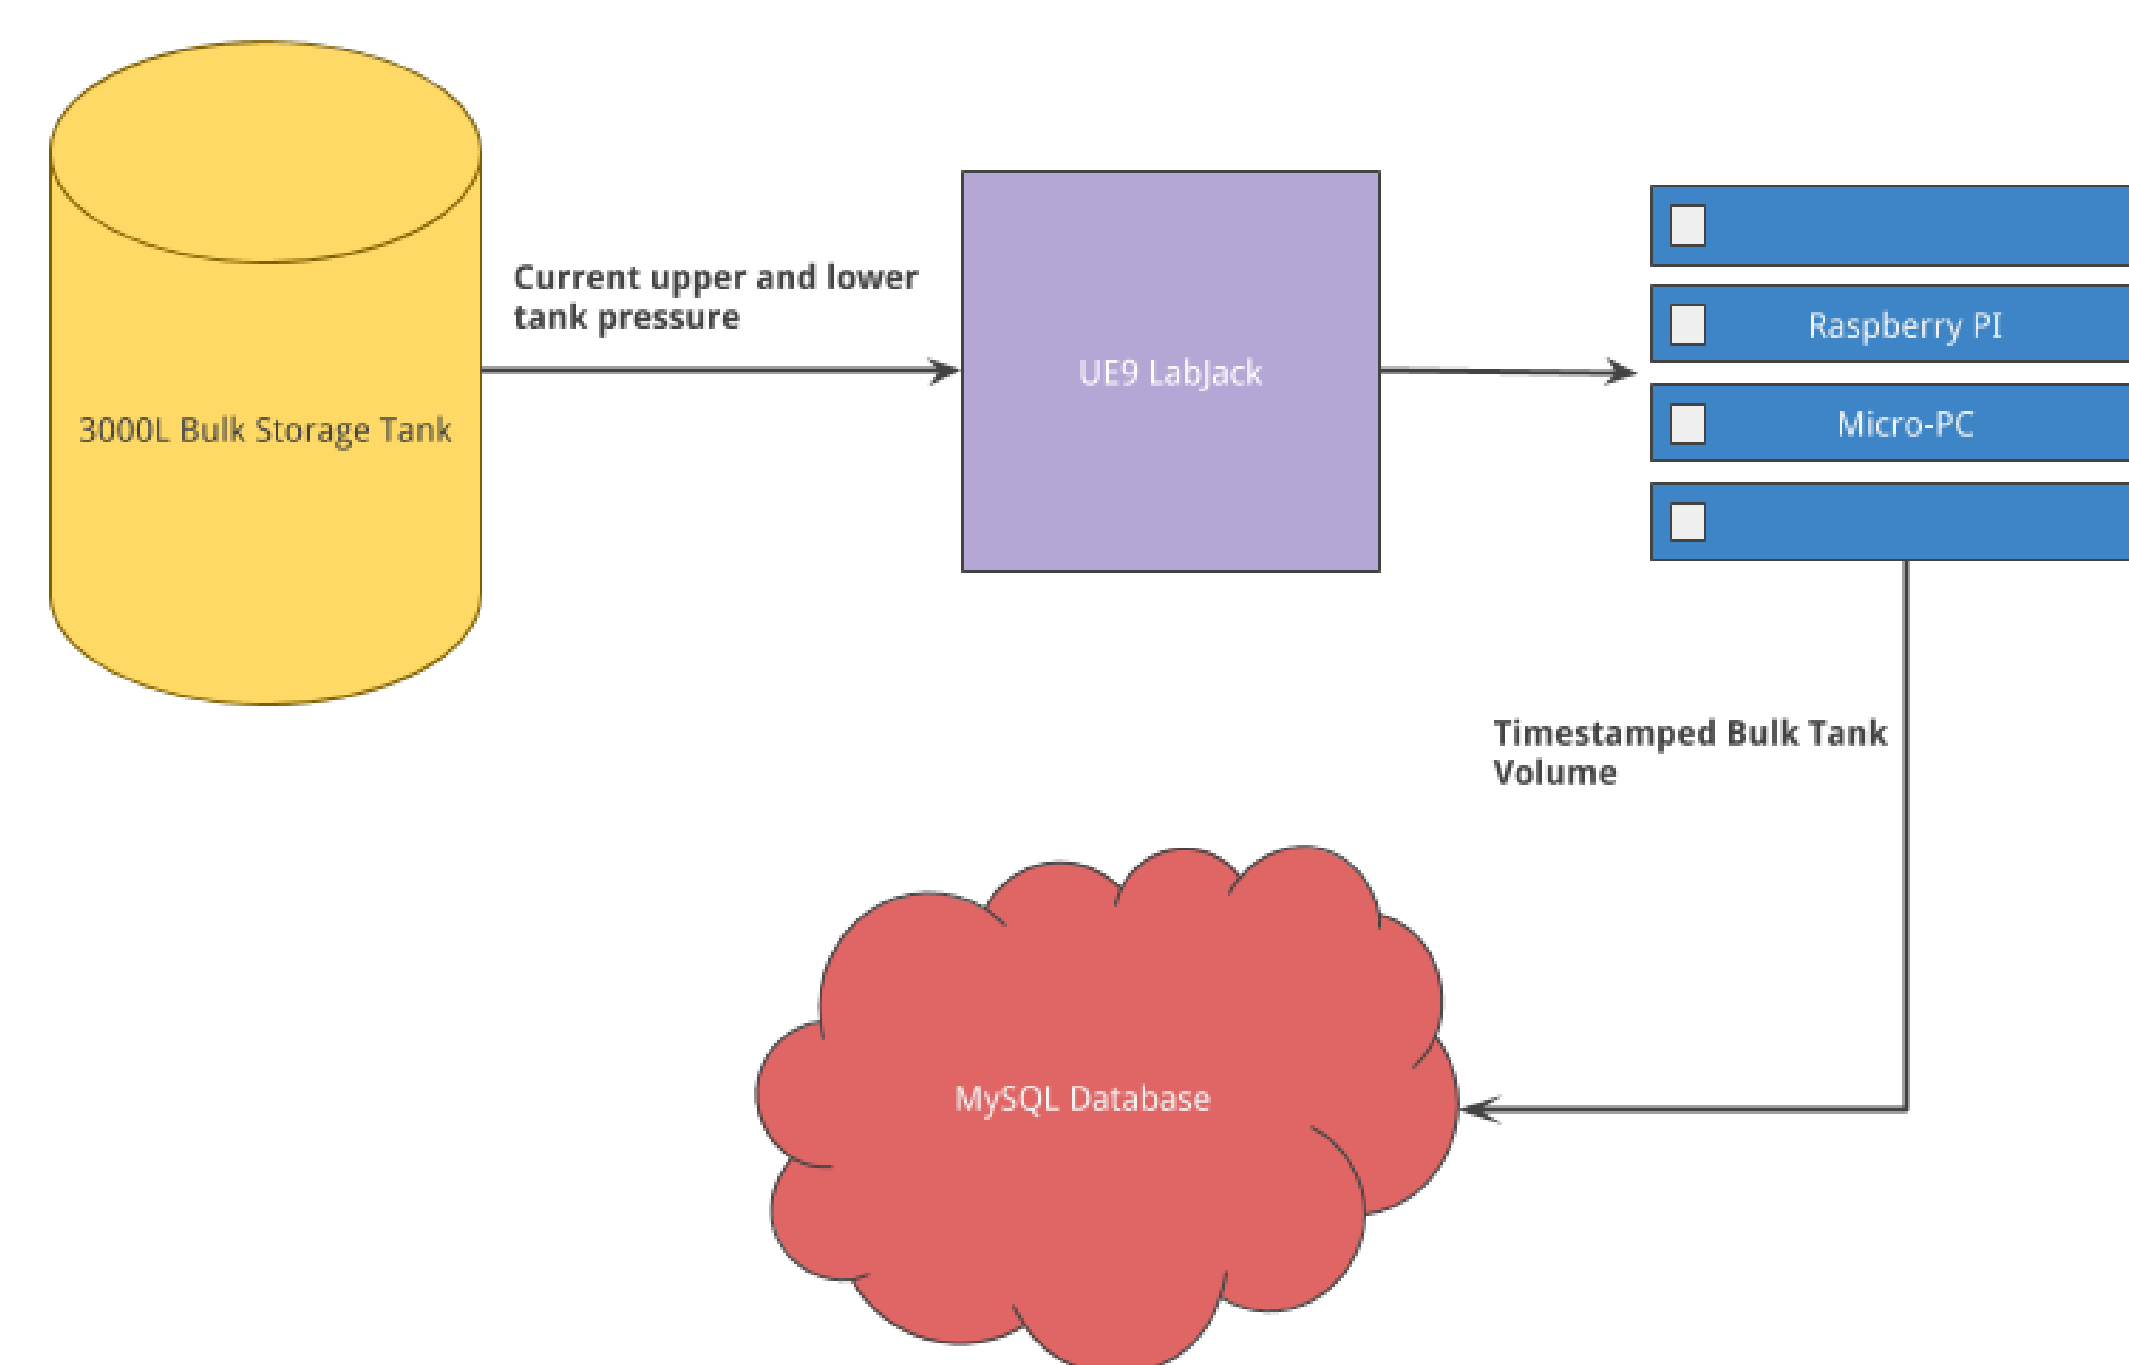 Current upper and lower
tank pressure
3000L Bulk Storage Tank
UE9 LabJack
Raspberry PI
Micro-PC
Timestamped Bulk Tank
Volume
MySQL Database